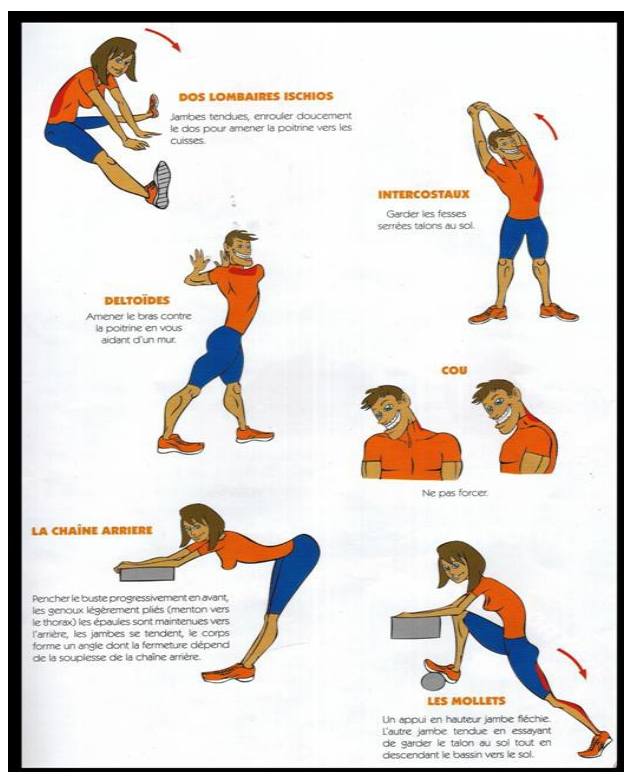 DOS LOMBAIRES ISCHIOS
Jambes tendues, enrouler doucement
le dos pour amener la poitrine vers les
cuisses.
INTERCOSTAUX
Garder les fesses
serrées talons au sol.
DELTOÏDES
Amener le bras contre
la poitrine en vous
aidant d'un mur.
COU
Ne pas forcer.
LA CHAÎNE ARRIERE
Pencher le buste progressivement en avant,
les genoux légèrement pliés (menton vers
le thorax) les épaules sont maintenues vers
l'arrière, les jambes se tendent, le corps
forme un angle dont la fermeture dépend
de la souplesse de la chaîne arrière.
LES MOLLETS
Un appui en hauteur jambe fléchie.
L'autre jambe tendue en essayant
de garder le talon au sol tout en
descendant le bassin vers le sol.